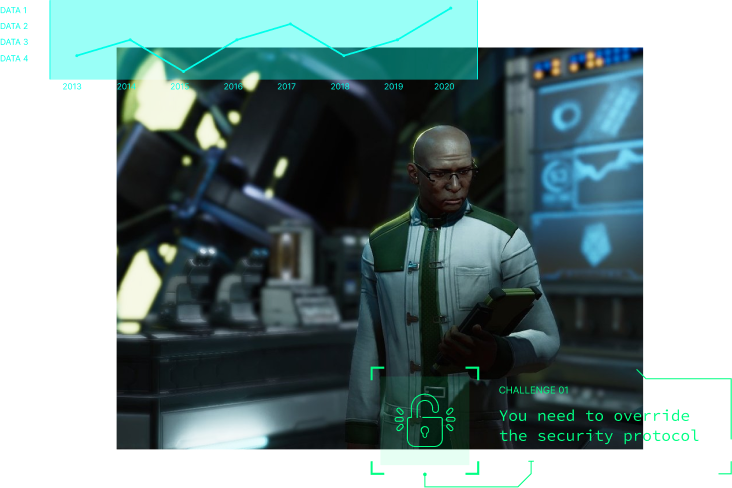 DATA 1
DATA 2
DATA 3
DATA 4
2013
2014
2015
2016
2017
2018
2019
2020
CHALLENGE 01
You need to override
the security protocol